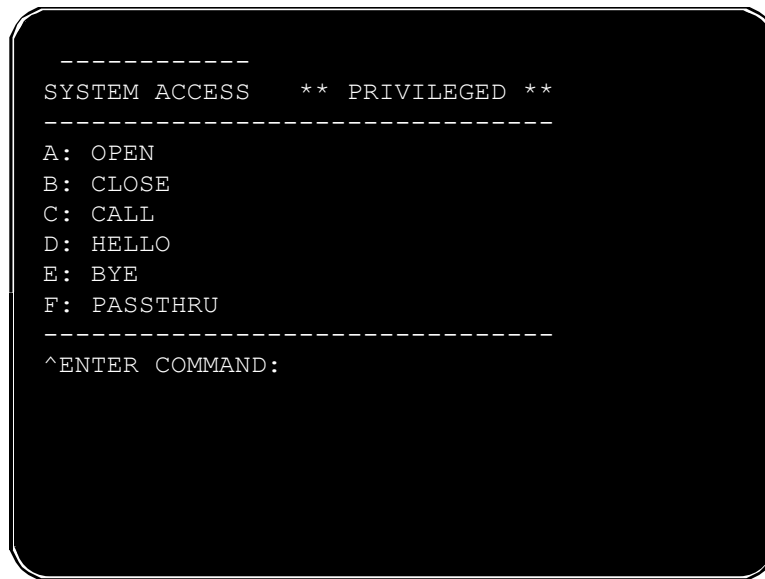 ------------
SYSTEM ACCESS   ** PRIVILEGED **
--------------------------------
A: OPEN
B: CLOSE
C: CALL
D: HELLO
E: BYE
F: PASSTHRU
--------------------------------
^ENTER COMMAND: